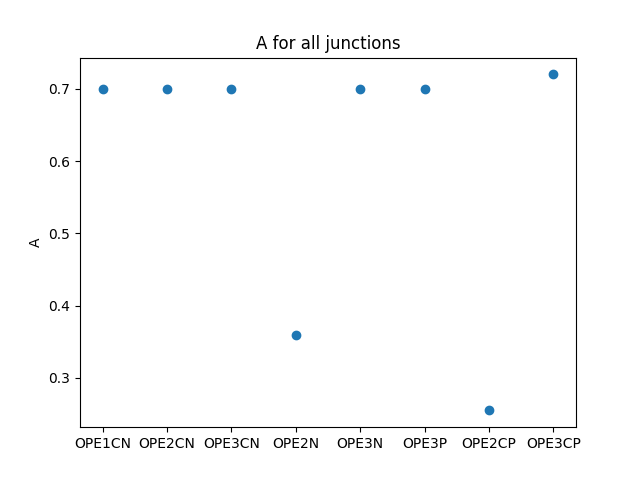 A for all junctions
0.7
0.6
0.5
0.4
0.3
A
OPE1CN OPE2CN OPE3CN OPE2N OPE3N OPE3P OPE2CP OPE3CP